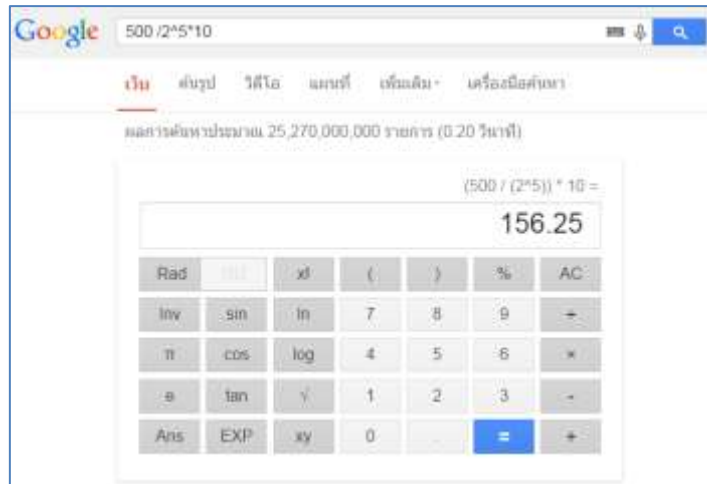 Google 500 /2^5*10
เว็บ ค้นรูป วิดีโอ แผนที่ เพิ่มเติม เครื่องมือค้นหา
ผลการค้นหาประมาณ 25,270,000,000 รายการ (0.20 วินาที)
(500 / (2^5)) * 10 =
156.25
Rad x! ( ) % AC
Inv sin ln 7 8 9 ÷
π cos log 4 5 6 ×
e tan √ 1 2 3 -
Ans EXP xy 0 . = +